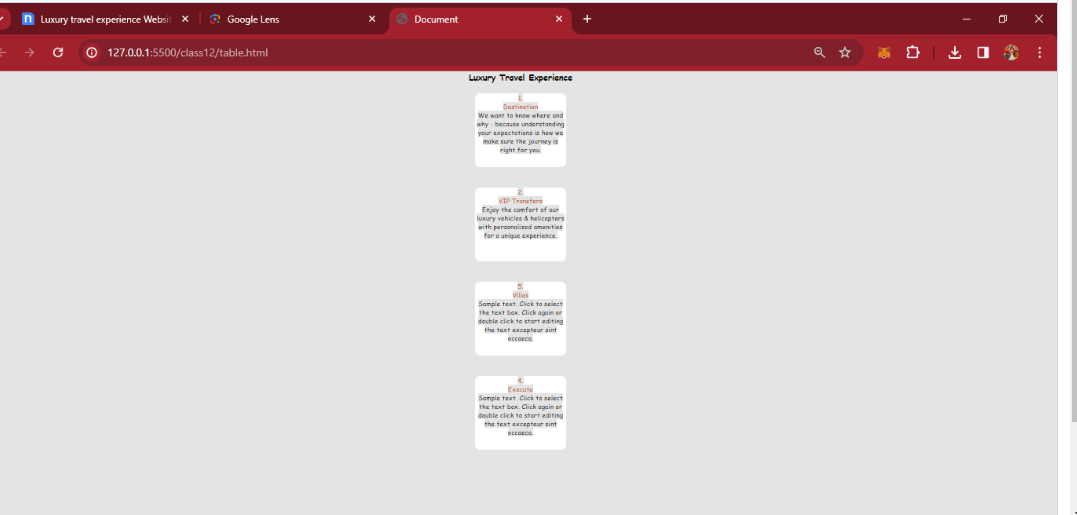 Luxury travel experience Websit
Google Lens
Document
127.0.0.1:5500/class12/table.html
Luxury Travel Experience
1.
Destination
We want to know where and
why - because understanding
your expectations is how we
make sure the journey is
right for you.
2.
VIP Transfers
Enjoy the comfort of our
luxury vehicles & helicopters
with personalized amenities
for a unique experience.
5.
Villas
Sample text. Click to select
the text box. Click again or
double click to start editing
the text excepteur sint
occaeca.
4.
Execute
Sample text. Click to select
the text box. Click again or
double click to start editing
the text excepteur sint
occaeca.